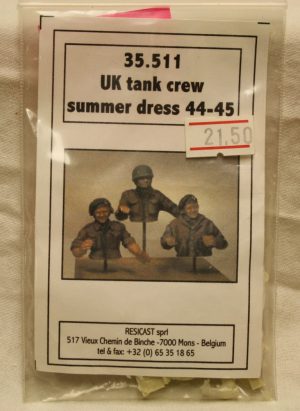 35.511
UK tank crew
summer dress 44-45
21,50
RESICAST sprl
517 Vieux Chemin de Binche -7000 Mons - Belgium
tel & fax: +32 (0) 65 35 18 65